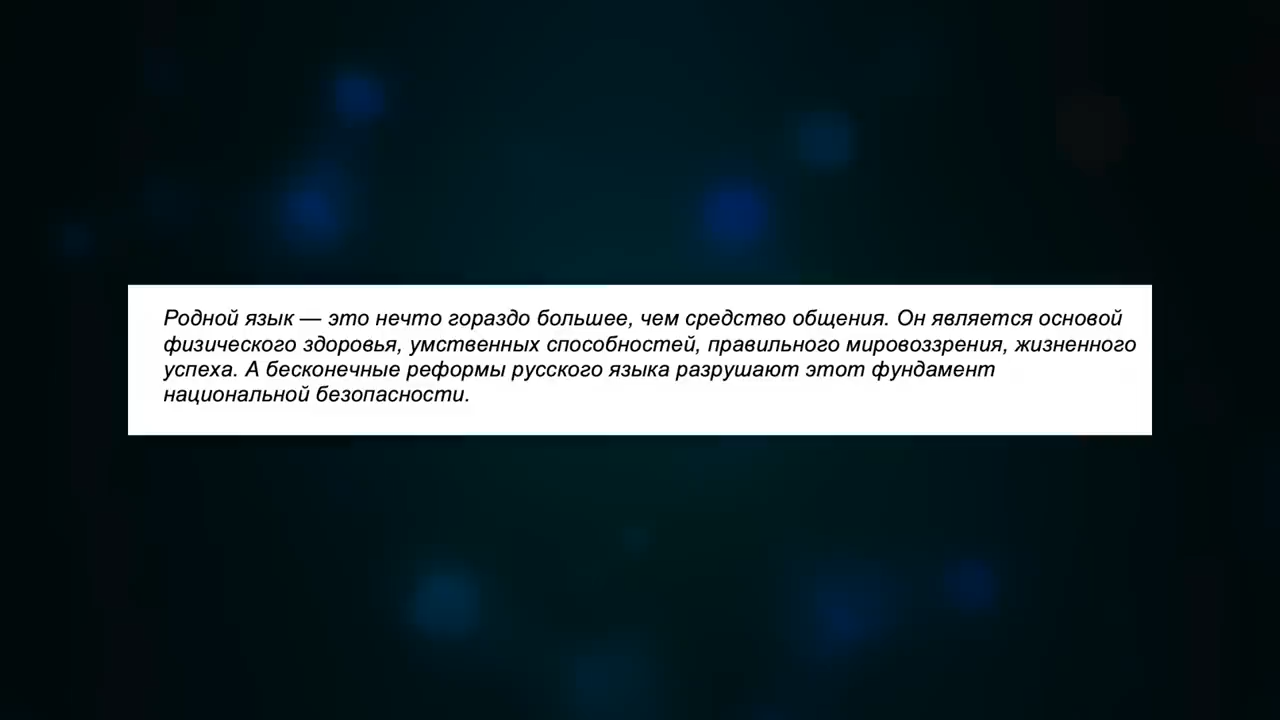 Родной язык — это нечто гораздо большее, чем средство общения. Он является основой
физического здоровья, умственных способностей, правильного мировоззрения, жизненного
успеха. А бесконечные реформы русского языка разрушают этот фундамент
национальной безопасности.